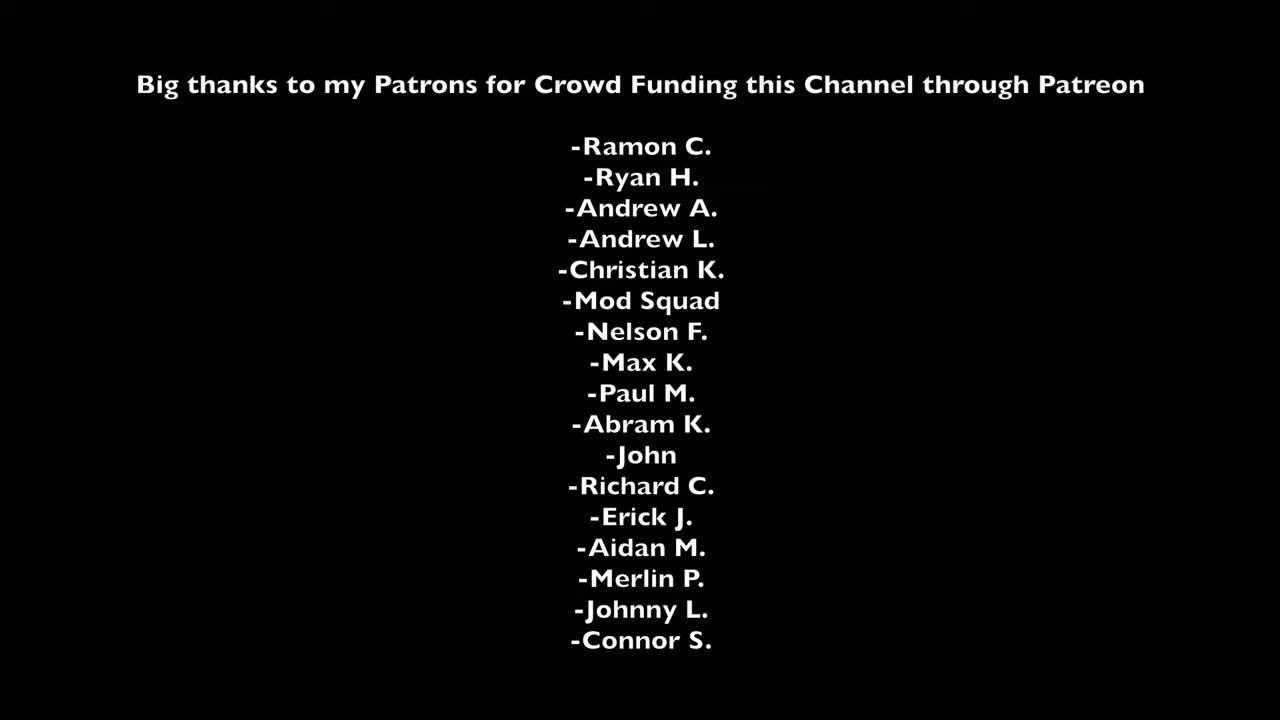 Big thanks to my Patrons for Crowd Funding this Channel through Patreon
-Ramon C.
-Ryan H.
-Andrew A.
-Andrew L.
-Christian K.
-Mod Squad
-Nelson F.
-Max K.
-Paul M.
-Abram K.
-John
-Richard C.
-Erick J.
-Aidan M.
-Merlin P.
-Johnny L.
-Connor S.